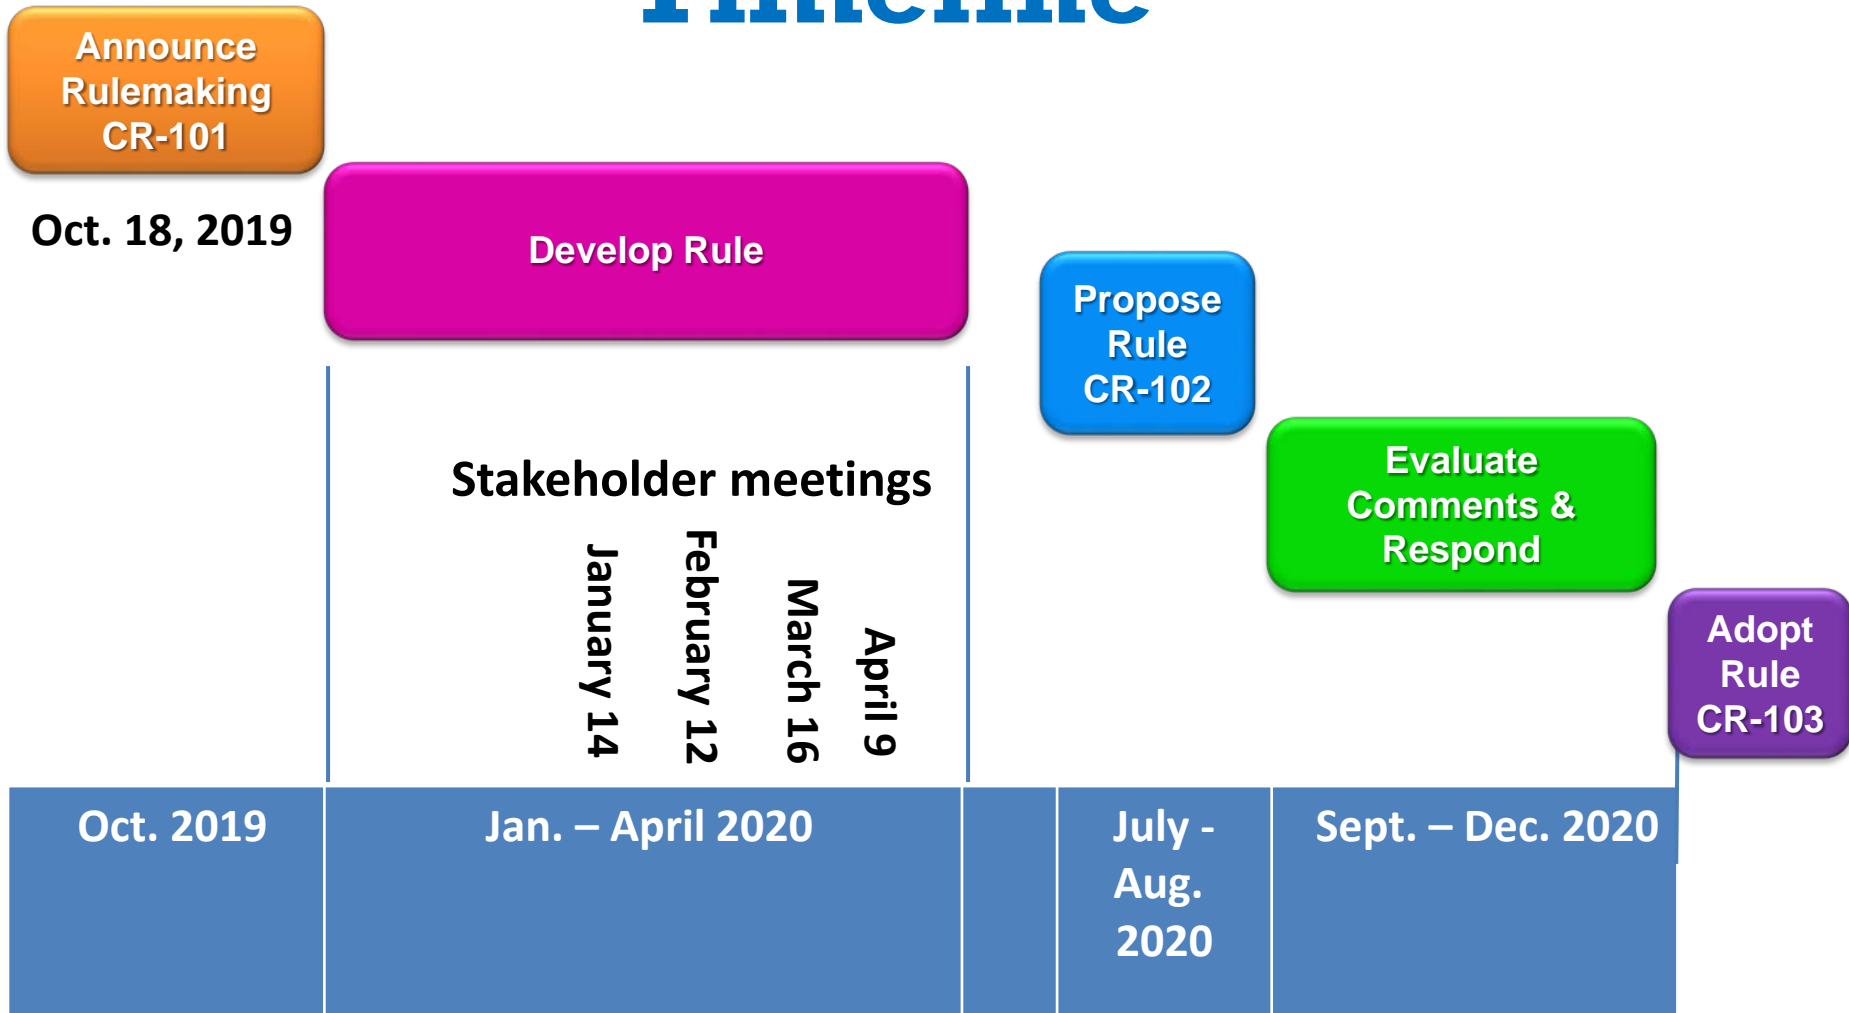 Timeline
Announce
Rulemaking
CR-101
Oct. 18, 2019
Develop Rule
Propose
Rule
CR-102
Stakeholder meetings
January 14
February 12
March 16
April 9
Evaluate
Comments &
Respond
Adopt
Rule
CR-103
Oct. 2019
Jan. – April 2020
July -
Aug.
2020
Sept. – Dec. 2020